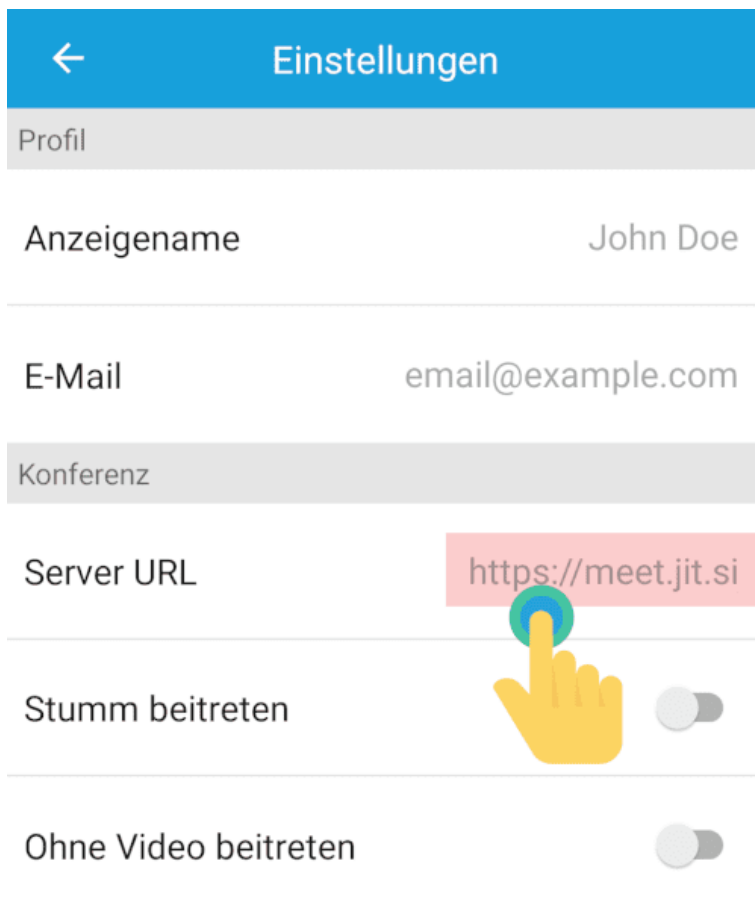 Einstellungen
Profil
Anzeigename John Doe
E-Mail email@example.com
Konferenz
Server URL https://meet.jit.si
Stumm beitreten
Ohne Video beitreten